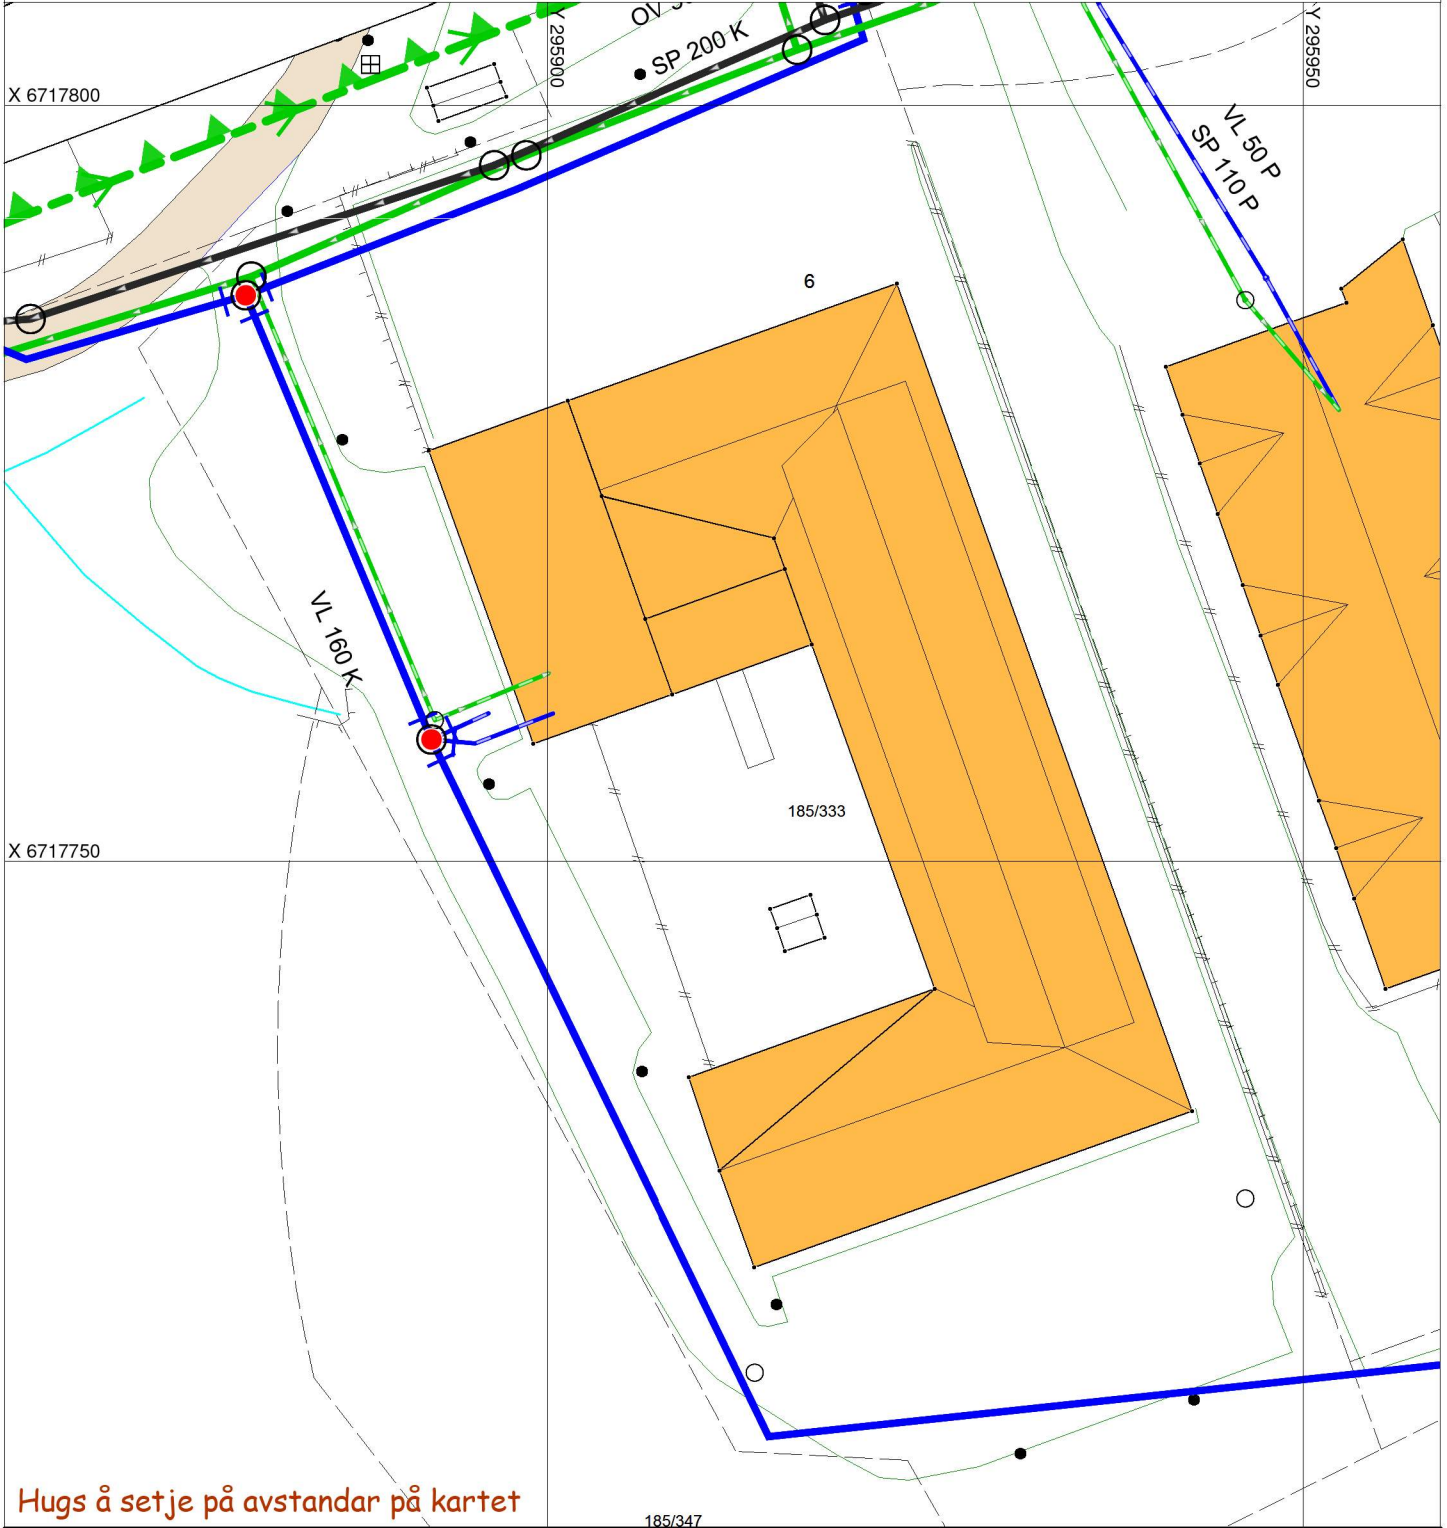 OV
SP 200 K
Y 295900
Y 295950
X 6717800
VL 50 P
SP 110 P
6
VL 160 K
185/333
X 6717750
Hugs å setje på avstandar på kartet
185/347